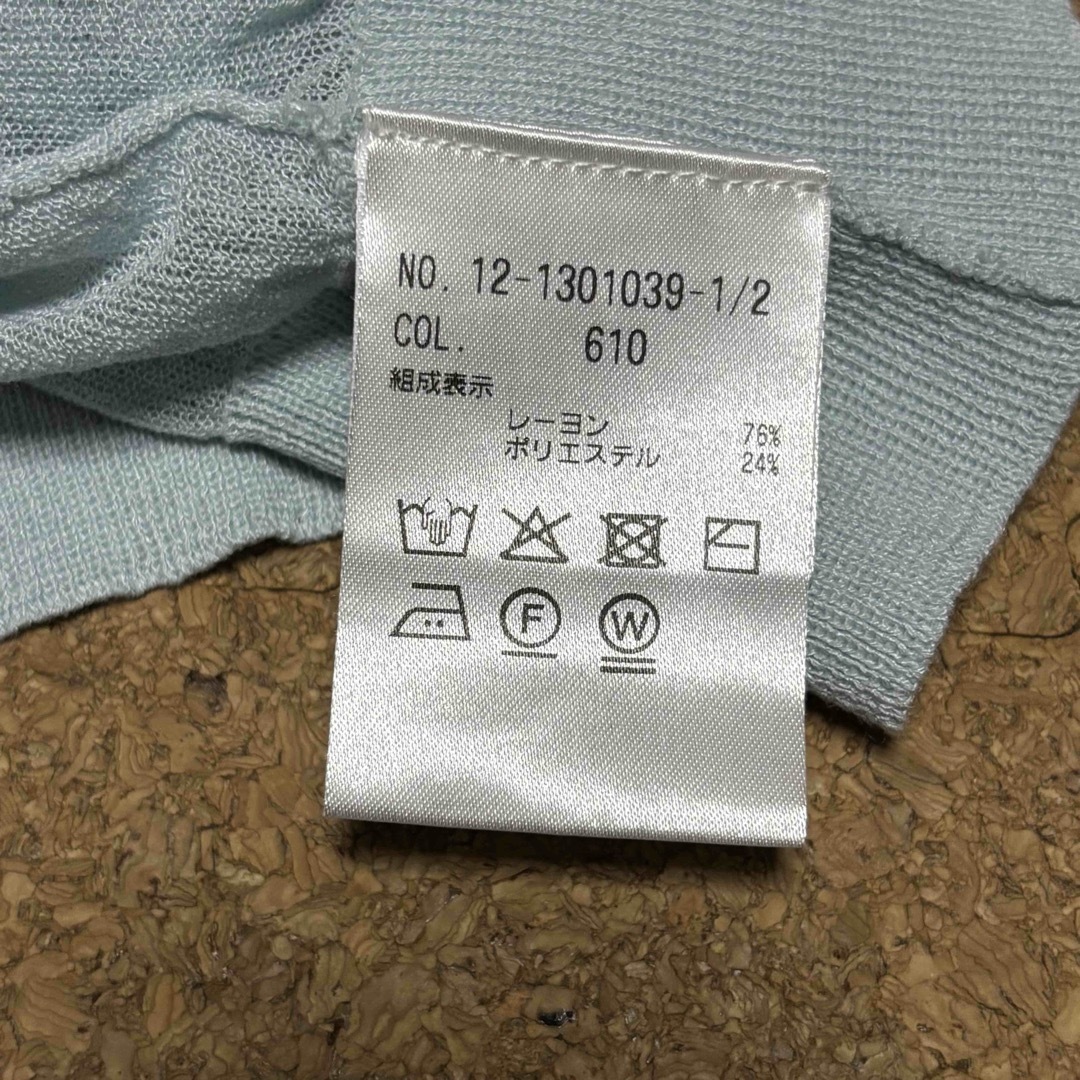 NO. 12-1301039-1/2
COL. 610
組成表示
レーヨン 76%
ポリエステル 24%
F W